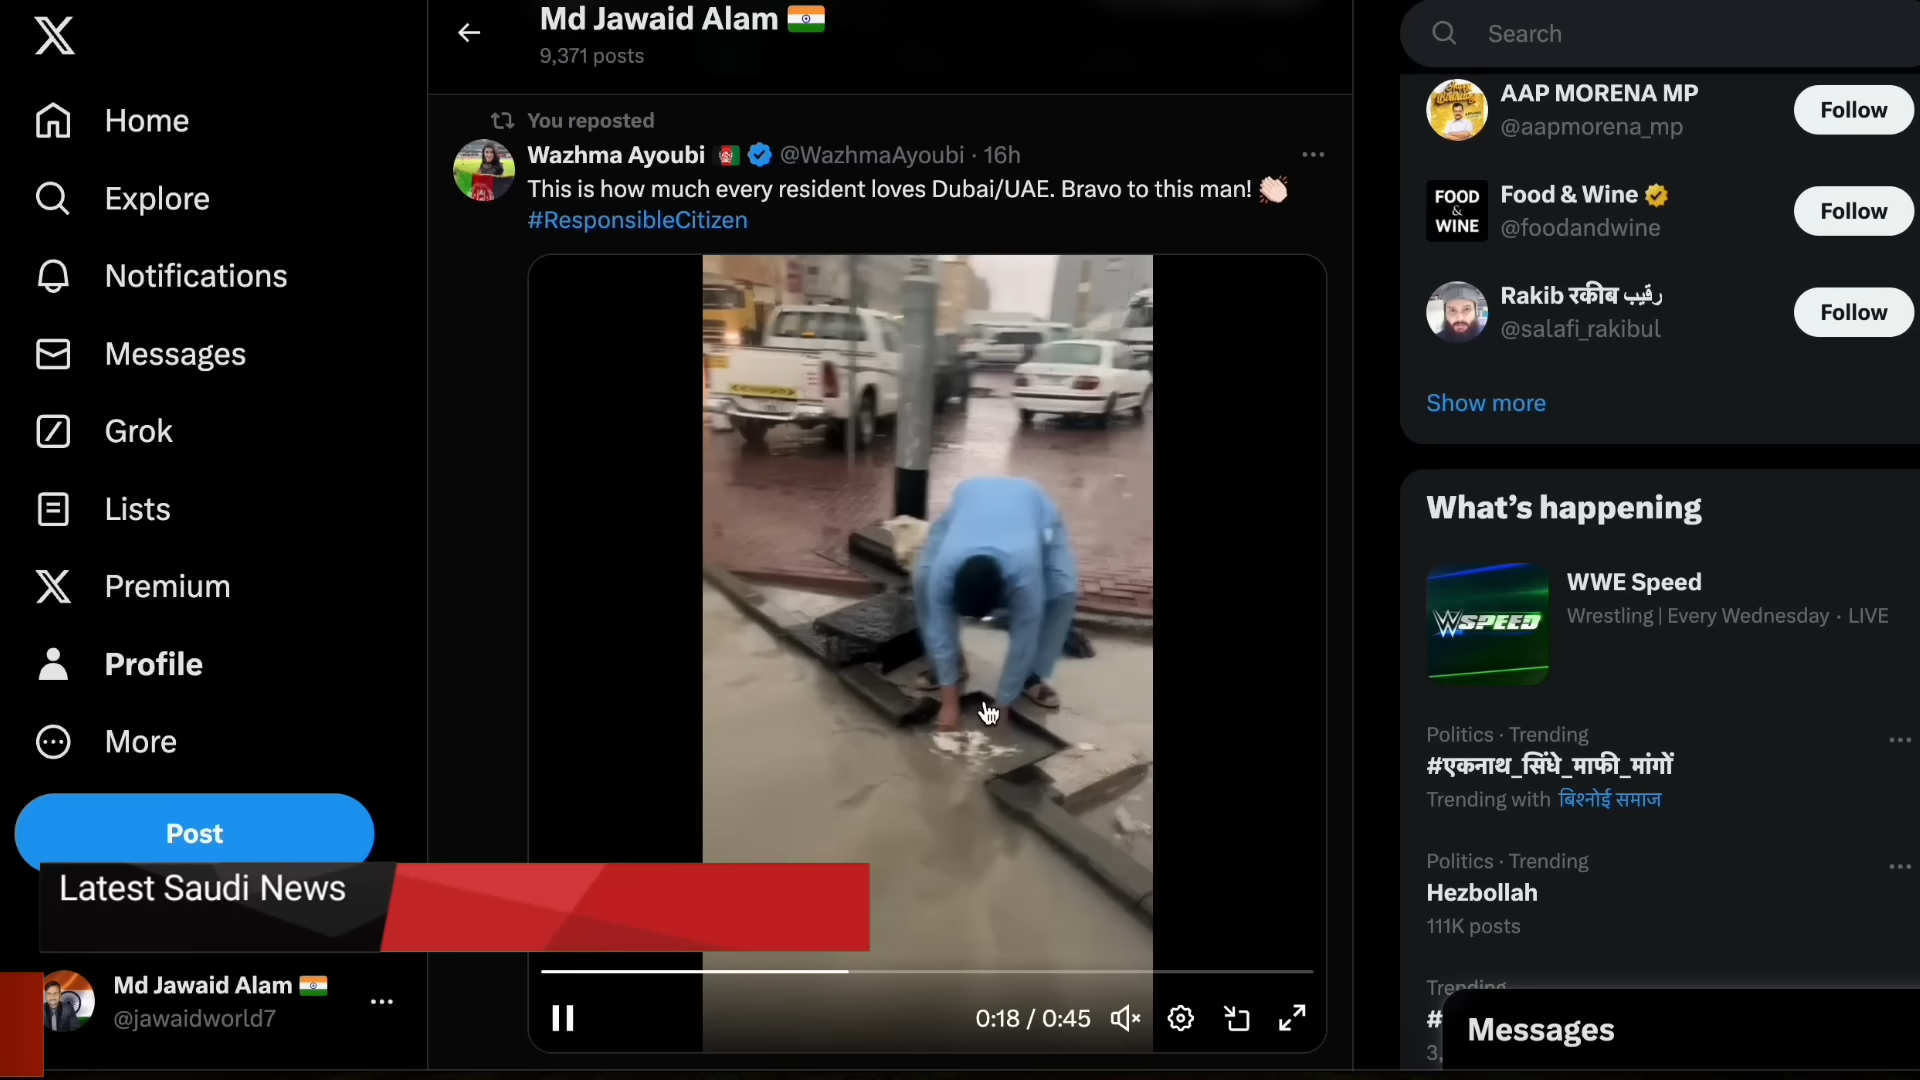 Home
Explore
Notifications
Messages
Grok
Lists
Premium
Profile
More
Post
Latest Saudi News
Md Jawaid Alam
@jawaidworld7
Md Jawaid Alam
9,371 posts
You reposted
Wazhma Ayoubi @WazhmaAyoubi · 16h
This is how much every resident loves Dubai/UAE. Bravo to this man!
#ResponsibleCitizen
0:18 / 0:45
Search
AAP MORENA MP
@aapmorena_mp
Follow
FOOD
&
WINE
Food & Wine
@foodandwine
Follow
Rakib रकीब رقيب
@salafi_rakibul
Follow
Show more
What's happening
W SPEED
WWE Speed
Wrestling | Every Wednesday · LIVE
Politics · Trending
#एकनाथ_सिंधे_माफी_मांगों
Trending with बिश्नोई समाज
Politics · Trending
Hezbollah
111K posts
Trending
#
3,
Messages